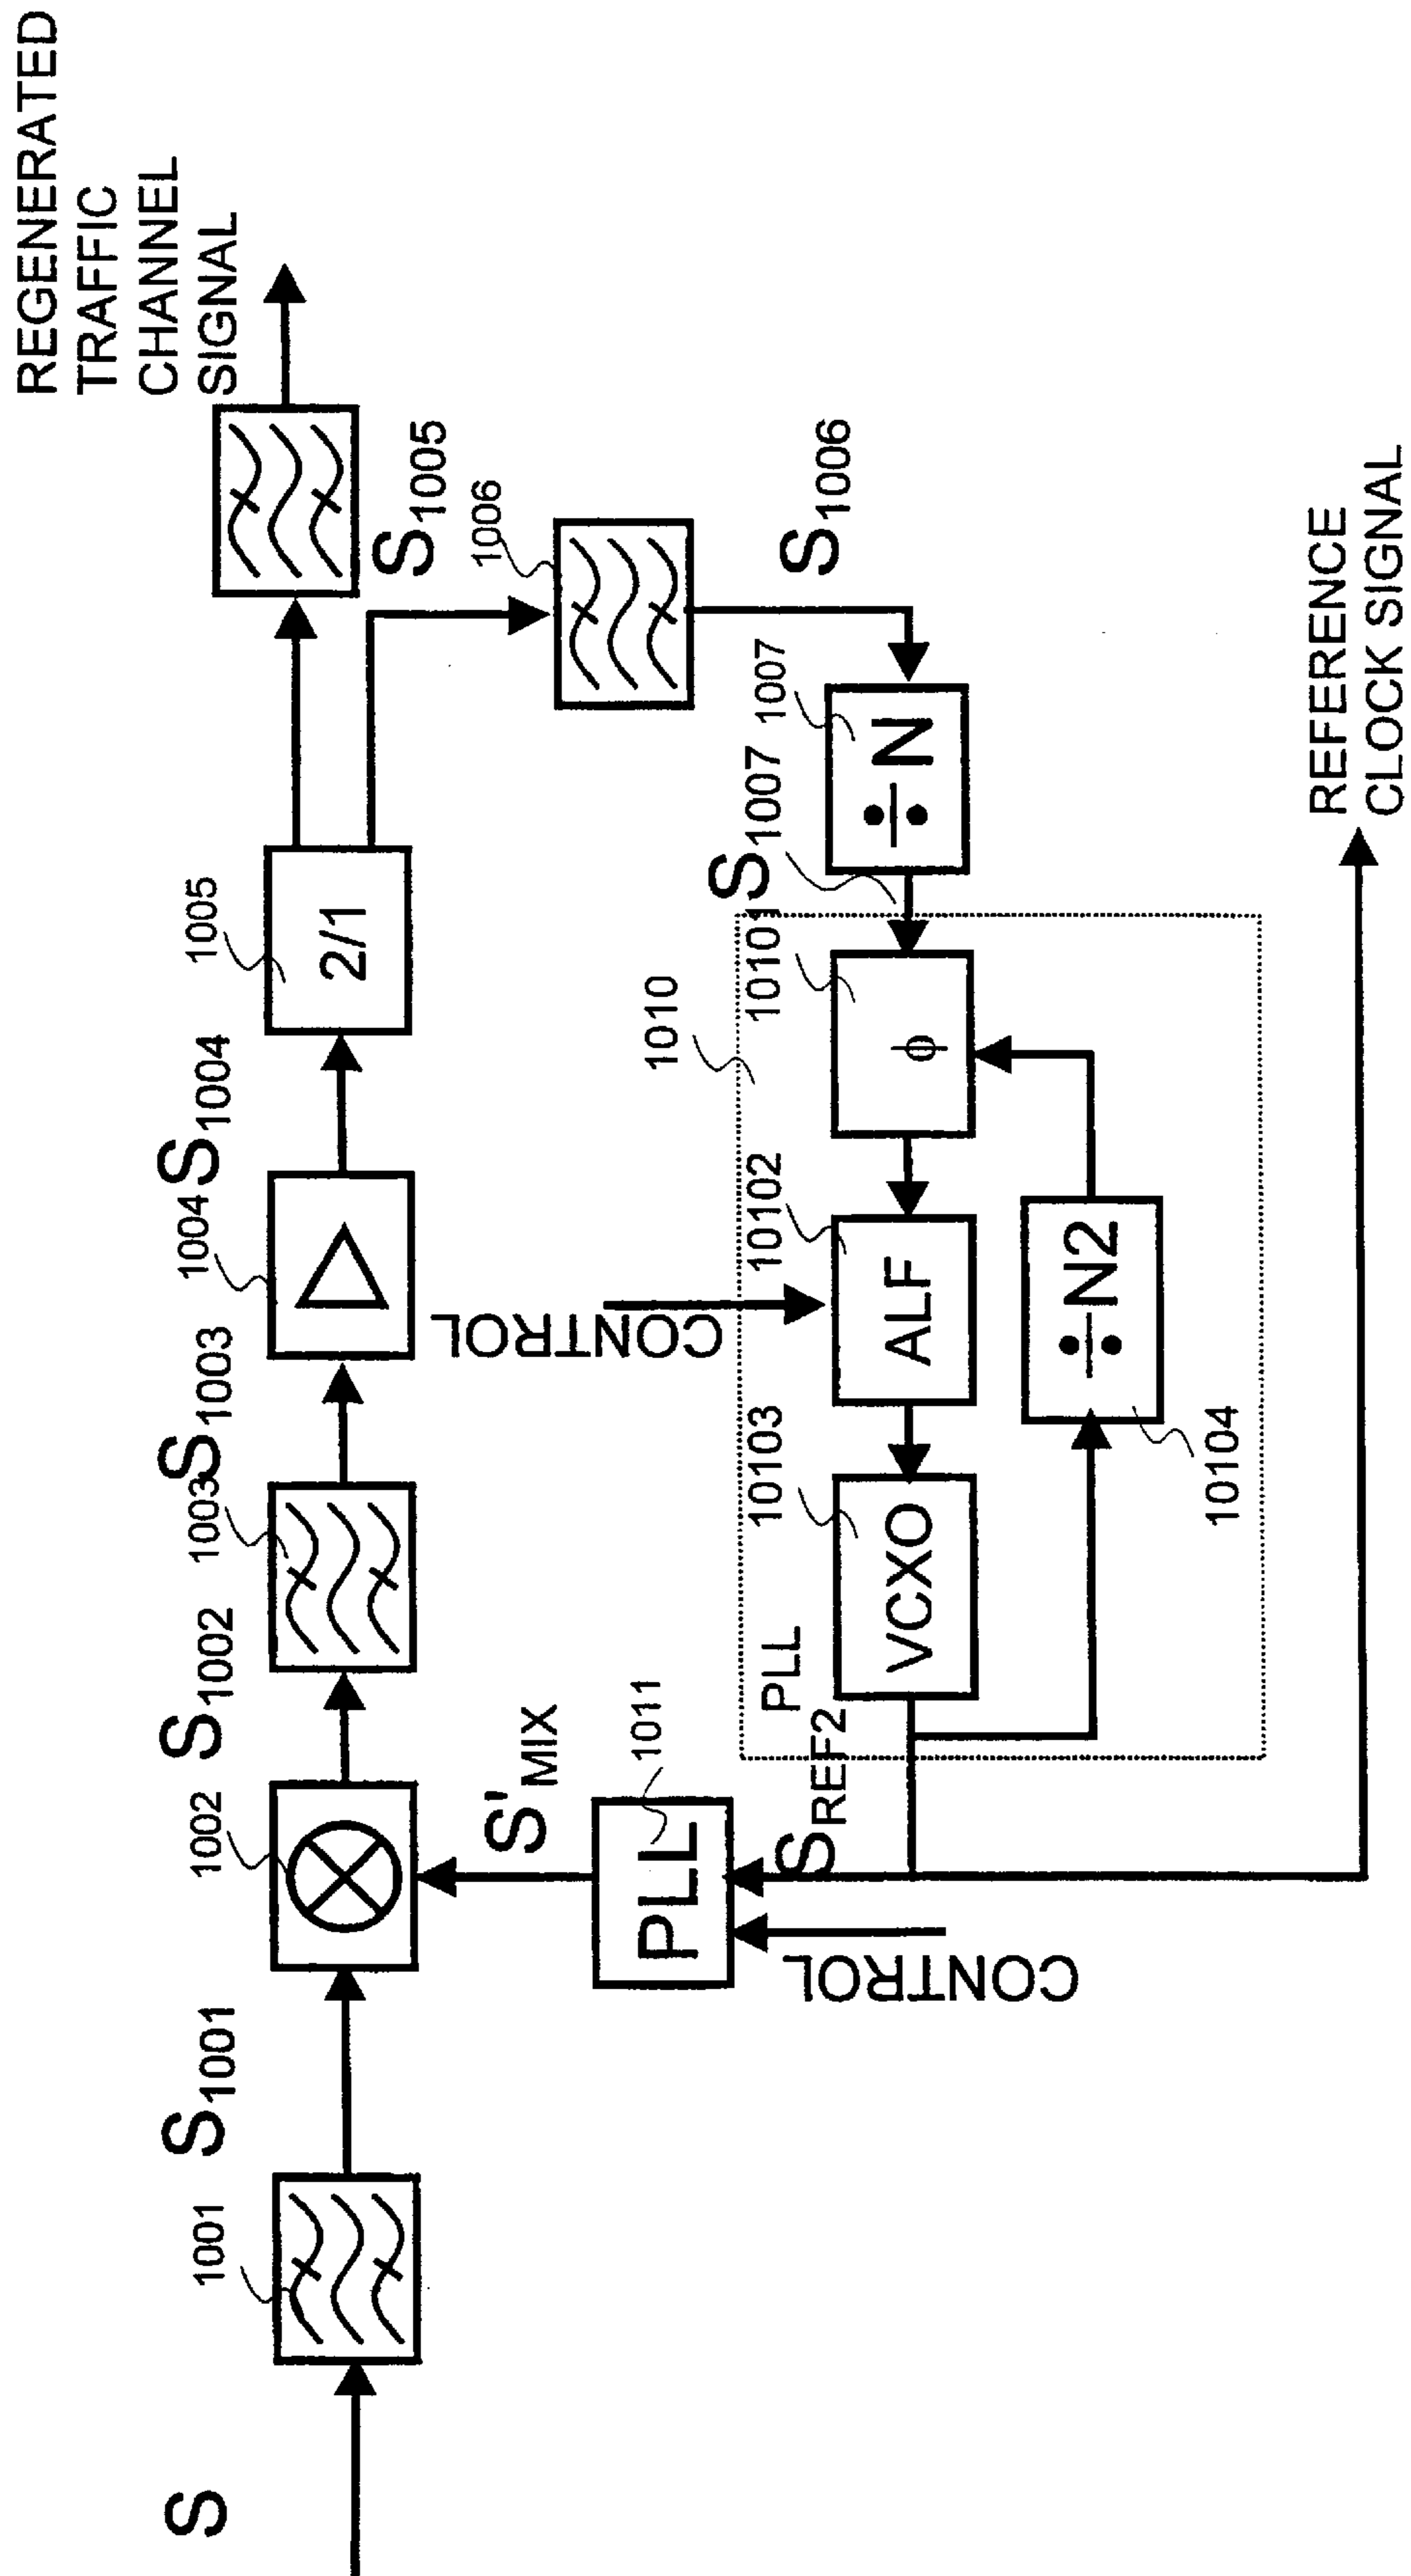 REGENERATED
TRAFFIC
CHANNEL
SIGNAL
S
1001
S1001
1002
S1002
1003
S1003
1004
S1004
1005
2/1
S1005
1006
S1006
1007
÷N
S1007
S'MIX
1011
PLL
CONTROL
SREF2
1010
PLL
10103
VCXO
CONTROL
10102
ALF
10101
ϕ
÷N2
10104
REFERENCE
CLOCK SIGNAL